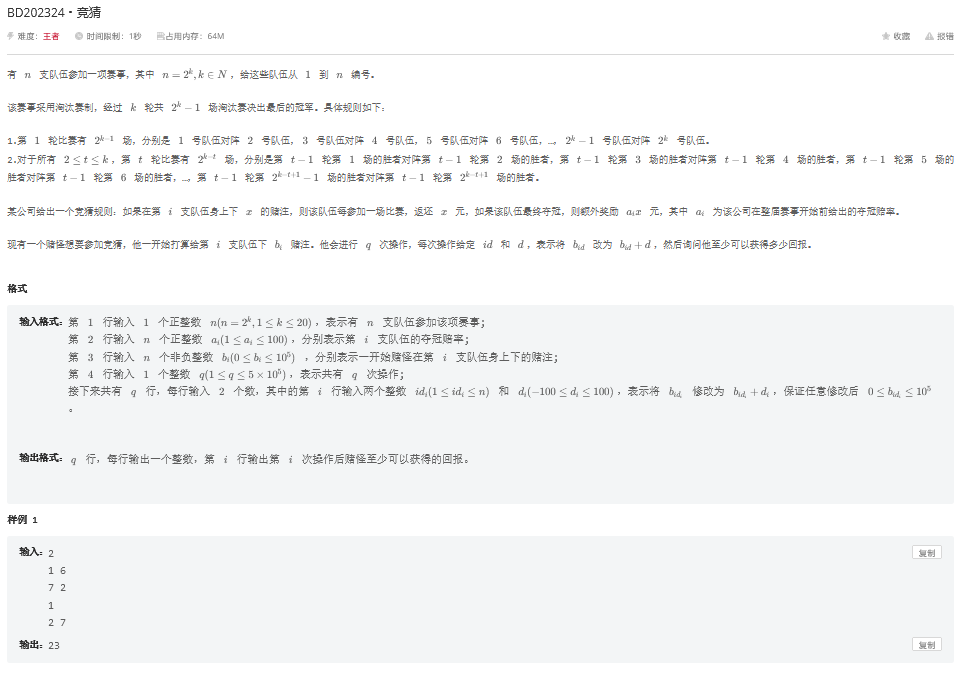 BD202324・竞猜
难度：王者 时间限制：1秒 占用内存：64M 收藏 报错
有 n 支队伍参加一项赛事，其中 n = 2^k, k ∈ N，给这些队伍从 1 到 n 编号。
该赛事采用淘汰赛制，经过 k 轮共 2^k − 1 场淘汰赛决出最后的冠军。具体规则如下：
1.第 1 轮比赛有 2^{k−1} 场，分别是 1 号队伍对阵 2 号队伍，3 号队伍对阵 4 号队伍，5 号队伍对阵 6 号队伍，…，2^k − 1 号队伍对阵 2^k 号队伍。
2.对于所有 2 ≤ t ≤ k，第 t 轮比赛有 2^{k−t} 场，分别是第 t − 1 轮第 1 场的胜者对阵第 t − 1 轮第 2 场的胜者，第 t − 1 轮第 3 场的胜者对阵第 t − 1 轮第 4 场的胜者，第 t − 1 轮第 5 场的
胜者对阵第 t − 1 轮第 6 场的胜者，…，第 t − 1 轮第 2^{k−t+1} − 1 场的胜者对阵第 t − 1 轮第 2^{k−t+1} 场的胜者。
某公司给出一个竞猜规则：如果在第 i 支队伍身上下 x 的赌注，则该队伍每参加一场比赛，返还 x 元，如果该队伍最终夺冠，则额外奖励 a_i x 元，其中 a_i 为该公司在整届赛事开始前给出的夺冠赔率。
现有一个赌怪想要参加竞猜，他一开始打算给第 i 支队伍下 b_i 赌注。他会进行 q 次操作，每次操作给定 id 和 d，表示将 b_{id} 改为 b_{id} + d，然后询问他至少可以获得多少回报。
格式
输入格式：第 1 行输入 1 个正整数 n(n = 2^k, 1 ≤ k ≤ 20)，表示有 n 支队伍参加该项赛事；
第 2 行输入 n 个正整数 a_i(1 ≤ a_i ≤ 100)，分别表示第 i 支队伍的夺冠赔率；
第 3 行输入 n 个非负整数 b_i(0 ≤ b_i ≤ 10^5) ，分别表示一开始赌怪在第 i 支队伍身上下的赌注；
第 4 行输入 1 个整数 q(1 ≤ q ≤ 5 × 10^5)，表示共有 q 次操作；
接下来共有 q 行，每行输入 2 个数，其中的第 i 行输入两个整数 id_i(1 ≤ id_i ≤ n) 和 d_i(−100 ≤ d_i ≤ 100)，表示将 b_{id_i} 修改为 b_{id_i} + d_i，保证任意修改后 0 ≤ b_{id_i} ≤ 10^5
。
输出格式：q 行，每行输出一个整数，第 i 行输出第 i 次操作后赌怪至少可以获得的回报。
样例 1
输入：2 复制
1 6
7 2
1
2 7
输出：23 复制